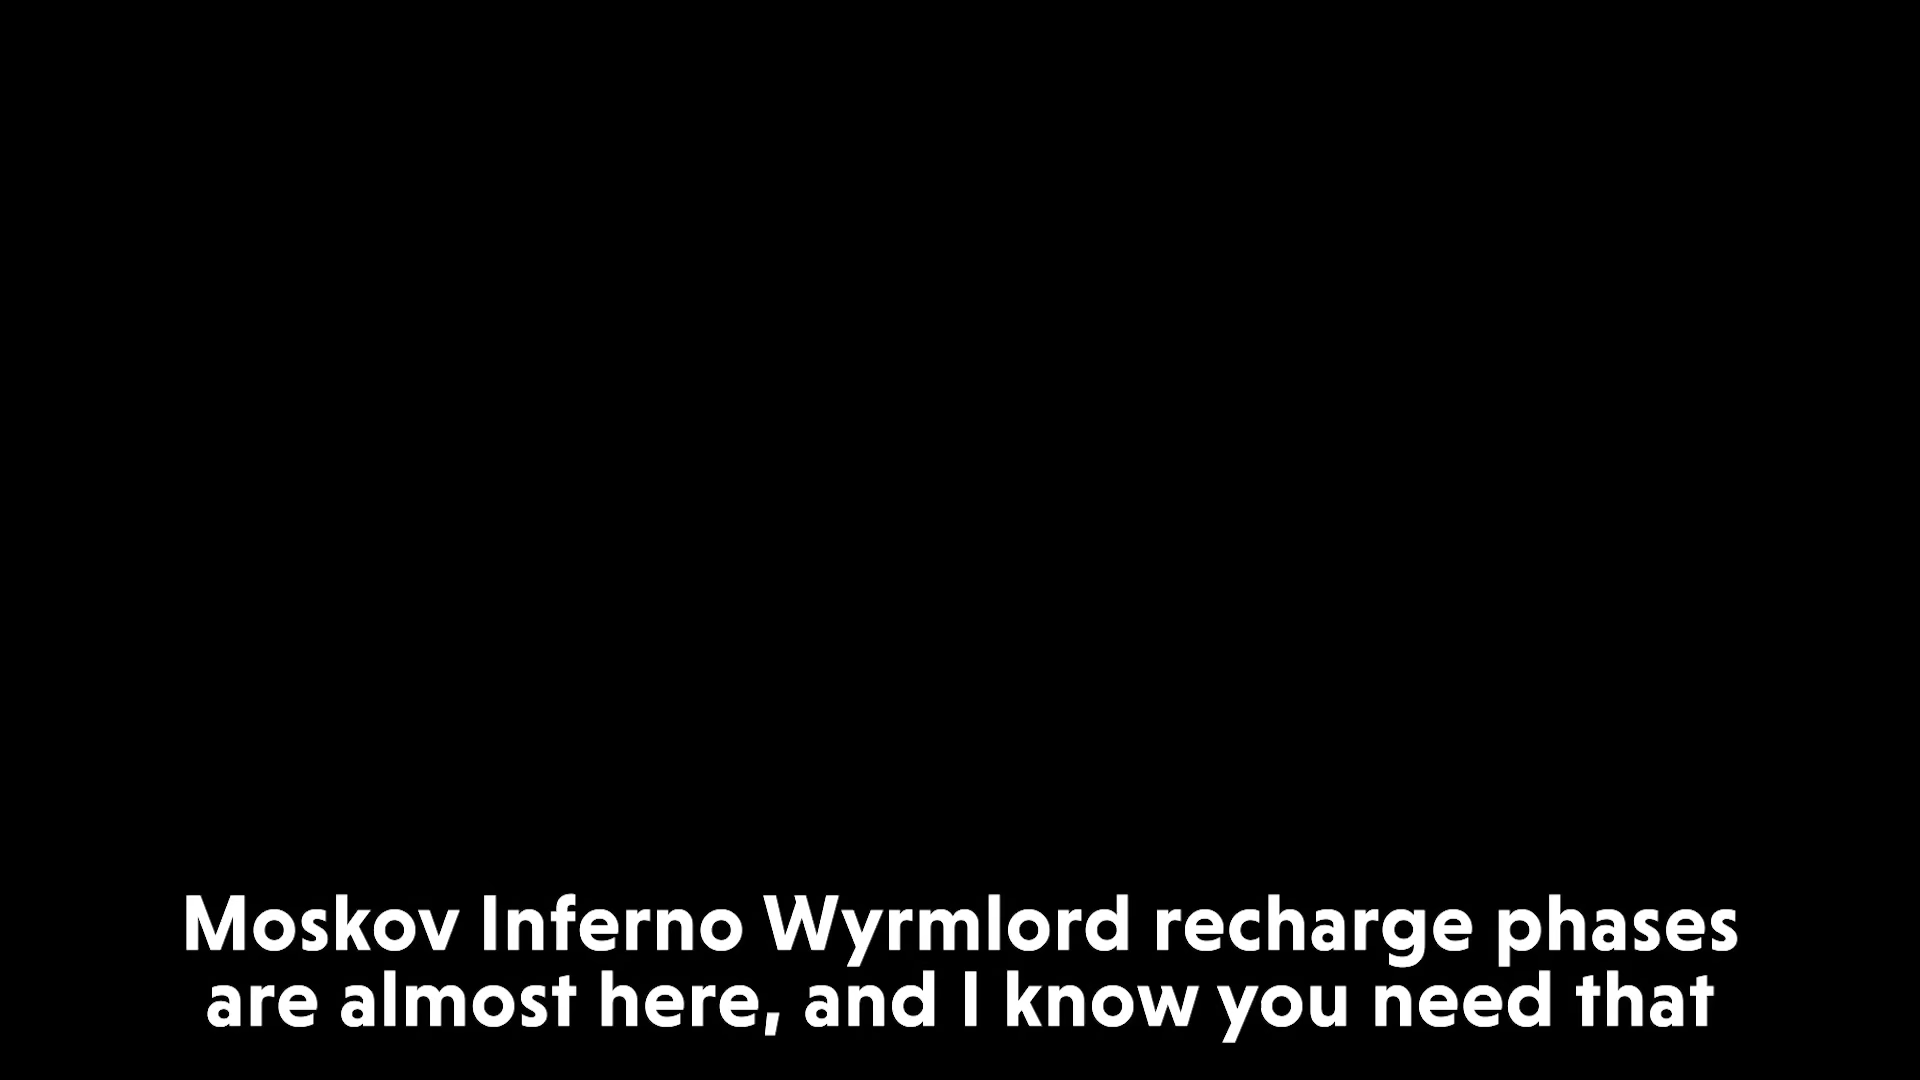 Moskov Inferno Wyrmlord recharge phases
are almost here, and I know you need that